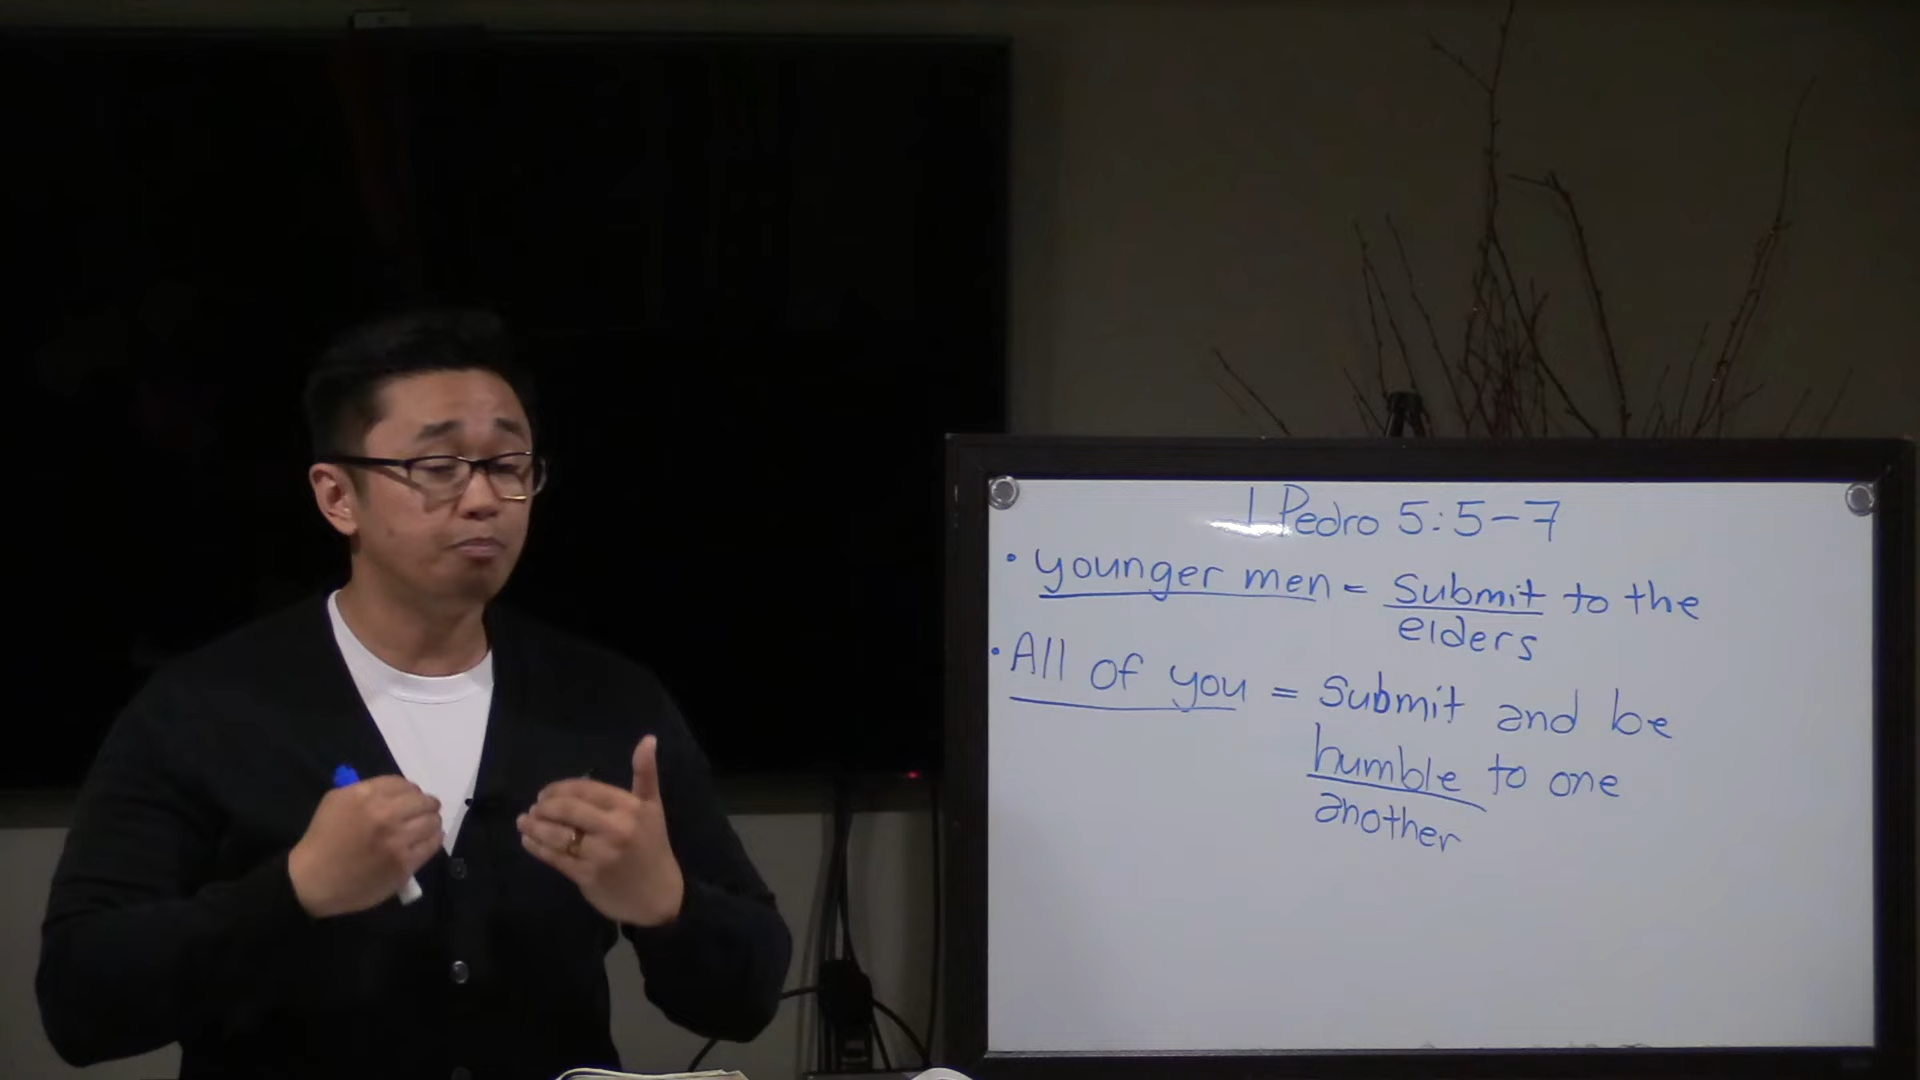 1 Pedro 5:5-7
• younger men = Submit to the
elders
• All of you = Submit and be
humble to one
another